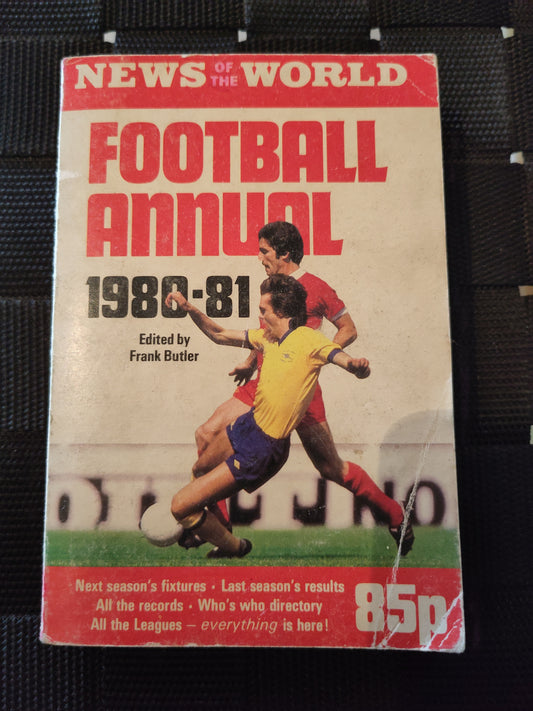 NEWS OF THE WORLD
FOOTBALL
ANNUAL
1980-81
Edited by
Frank Butler
Next season's fixtures · Last season's results
All the records · Who's who directory
All the Leagues – everything is here!
85p